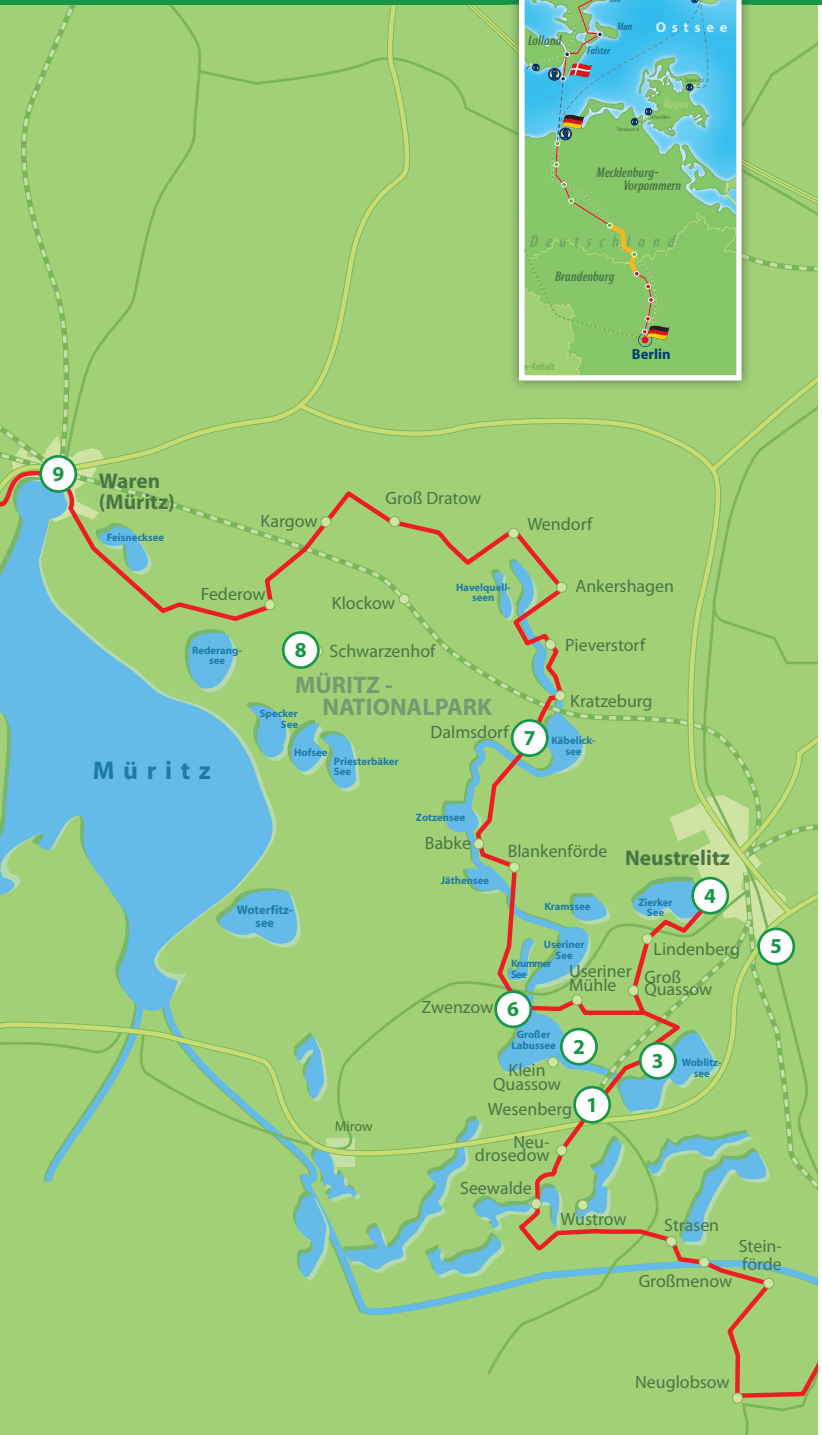 Møn
Ostsee
Lolland
Falster
Rügen
Stralsund
Mecklenburg-
Vorpommern
Deutschland
Brandenburg
Berlin
-Anhalt
9
Waren
(Müritz)
Feisnecksee
Groß Dratow
Kargow
Wendorf
Federow
Klockow
Havelquell-
seen
Ankershagen
8
Schwarzenhof
Rederang-
see
Pieverstorf
MÜRITZ -
NATIONALPARK
Kratzeburg
Specker
See
Hofsee
Priesterbäker
See
Dalmsdorf
7
Käbelick-
see
Müritz
Zotzensee
Babke
Blankenförde
Neustrelitz
Jäthensee
Woterfitz-
see
Kramssee
Zierker
See
4
5
Useriner
See
Lindenberg
Krummer
See
Useriner
Mühle
Groß
Quassow
Zwenzow
6
Großer
Labussee
2
3
Woblitz-
see
Klein
Quassow
Wesenberg
1
Mirow
Neu-
drosedow
Seewalde
Wustrow
Strasen
Stein-
förde
Großmenow
Neuglobsow